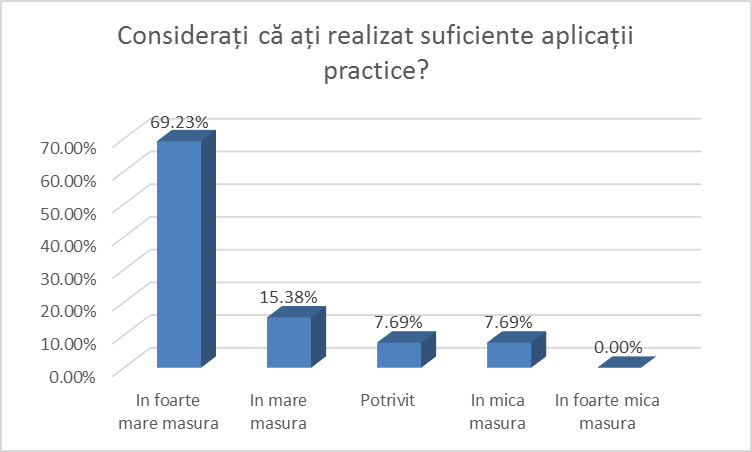 Considerați că ați realizat suficiente aplicații
practice?
69.23%
70.00%
60.00%
50.00%
40.00%
30.00%
15.38%
20.00%
7.69%
7.69%
0.00%
10.00%
0.00%
In foarte
mare masura
In mare
masura
Potrivit
In mica
masura
In foarte mica
masura